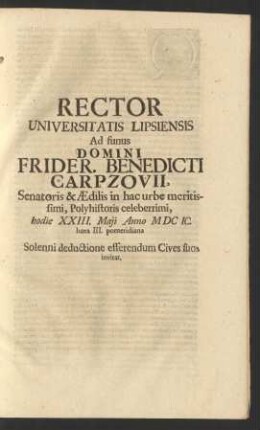 RECTOR
UNIVERSITATIS LIPSIENSIS
Ad funus
DOMINI
FRIDER. BENEDICTI
CARPZOVII,
Senatoris & Ædilis in hac urbe meritis-
simi, Polyhistoris celeberrimi,
hodie XXIII. Maji Anno MDC IC.
hora III. pomeridiana
Solenni deductione efferendum Cives suos
invitat.